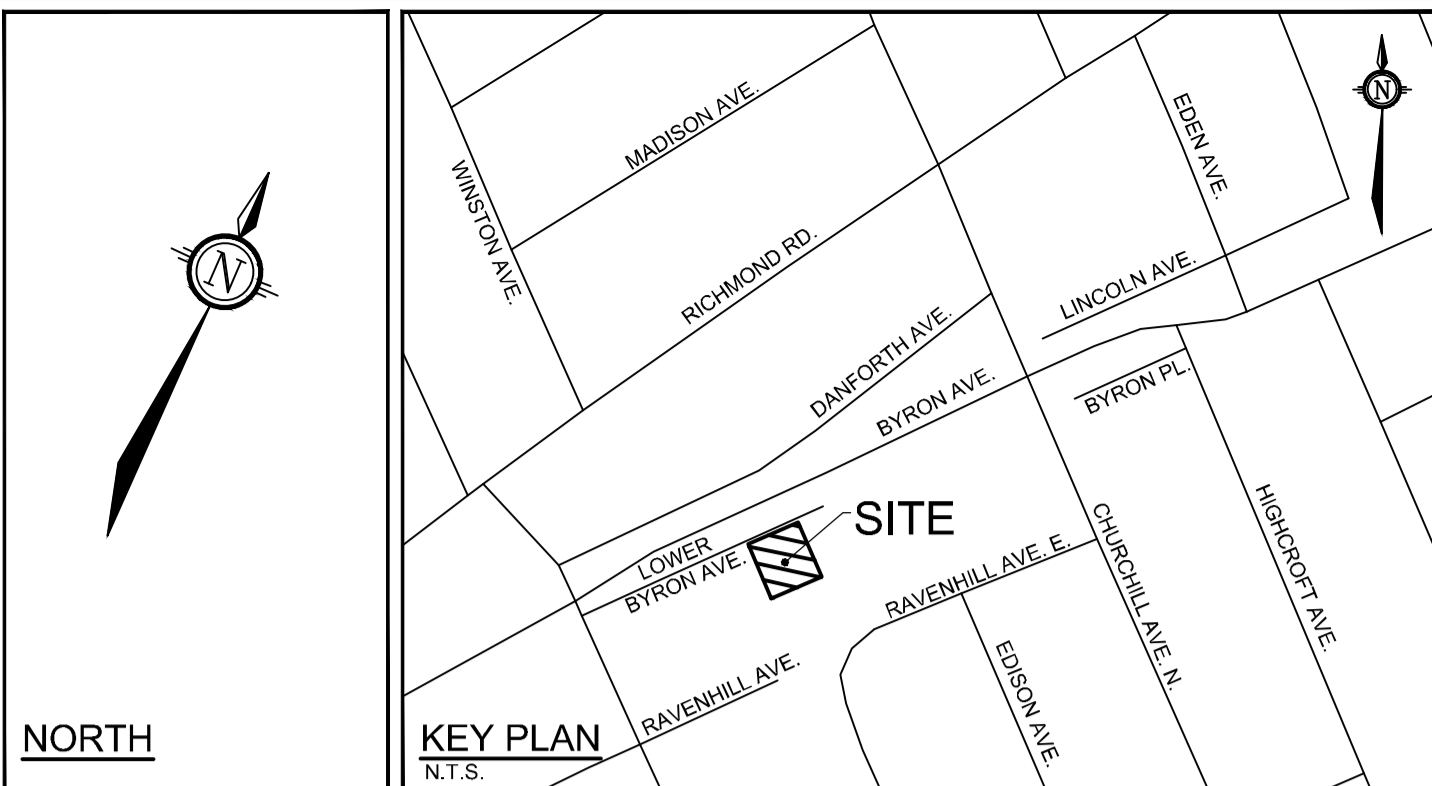 N
NORTH
N
MADISON AVE.
EDEN AVE.
WINSTON AVE.
RICHMOND RD.
LINCOLN AVE.
DANFORTH AVE.
BYRON AVE.
BYRON PL.
SITE
LOWER
BYRON AVE.
RAVENHILL AVE. E.
CHURCHILL AVE. N.
HIGHCROFT AVE.
EDISON AVE.
RAVENHILL AVE.
KEY PLAN
N.T.S.